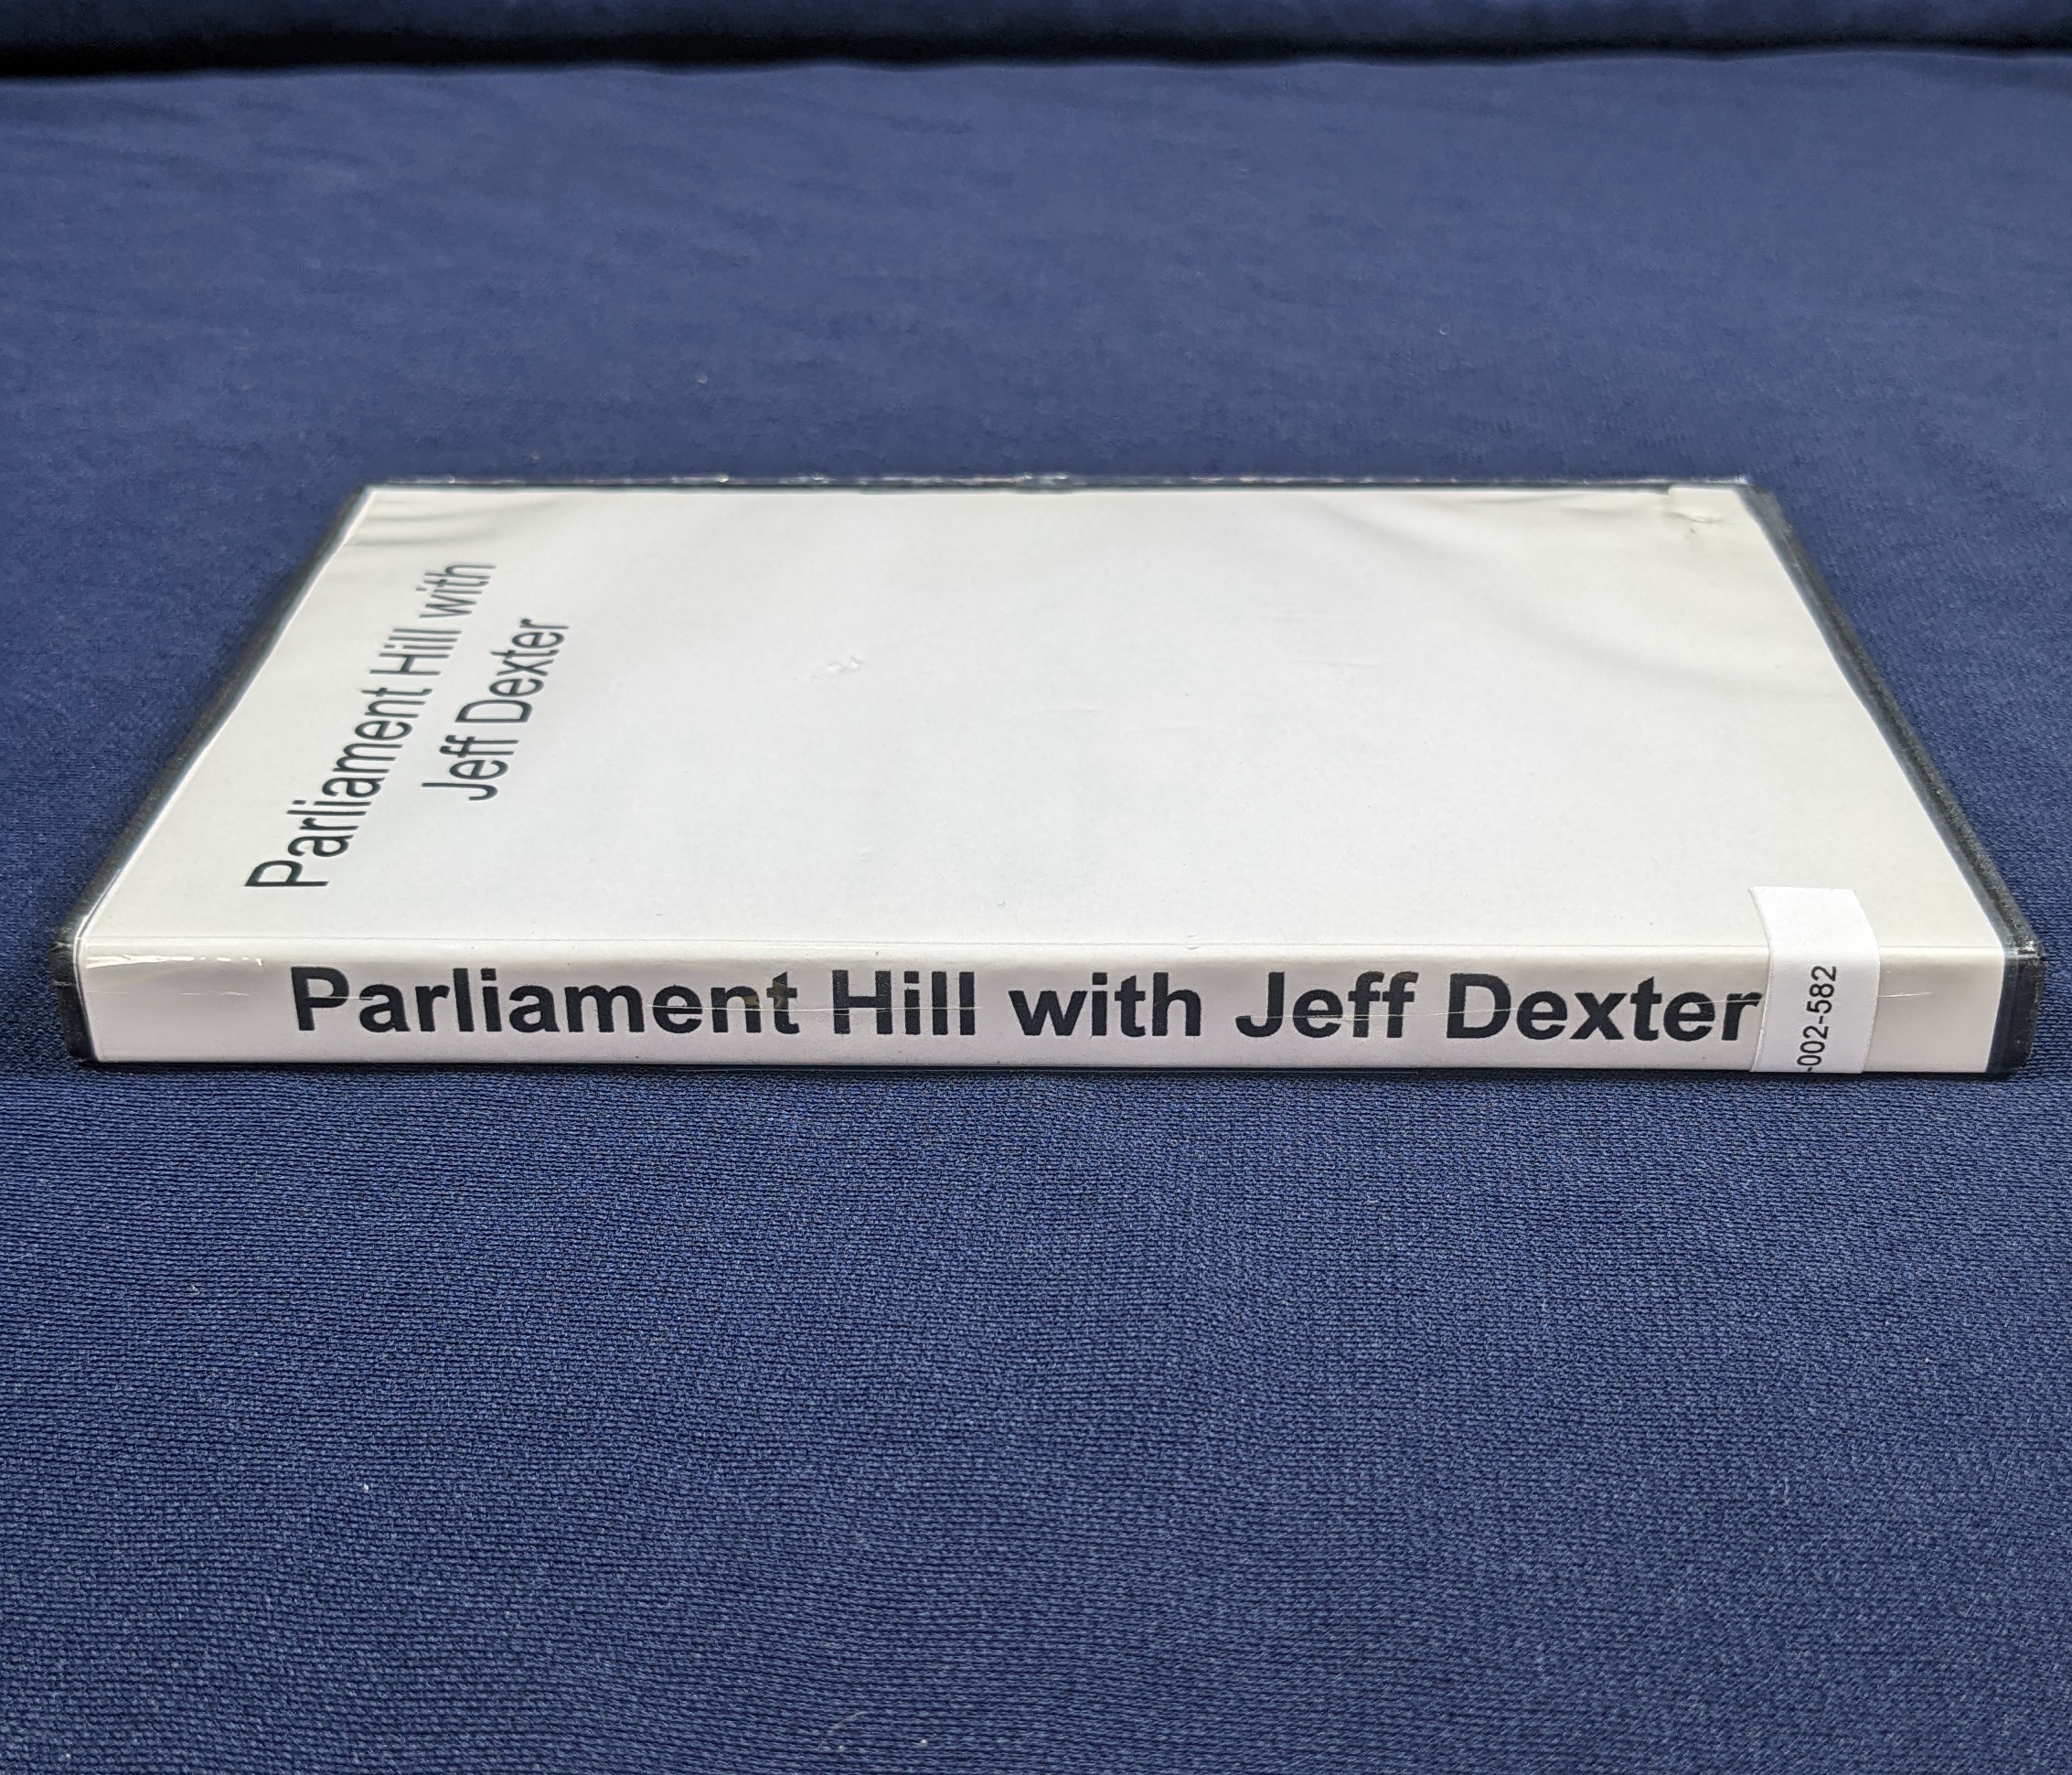 Parliament Hill with
Jeff Dexter
Parliament Hill with Jeff Dexter
-002-582